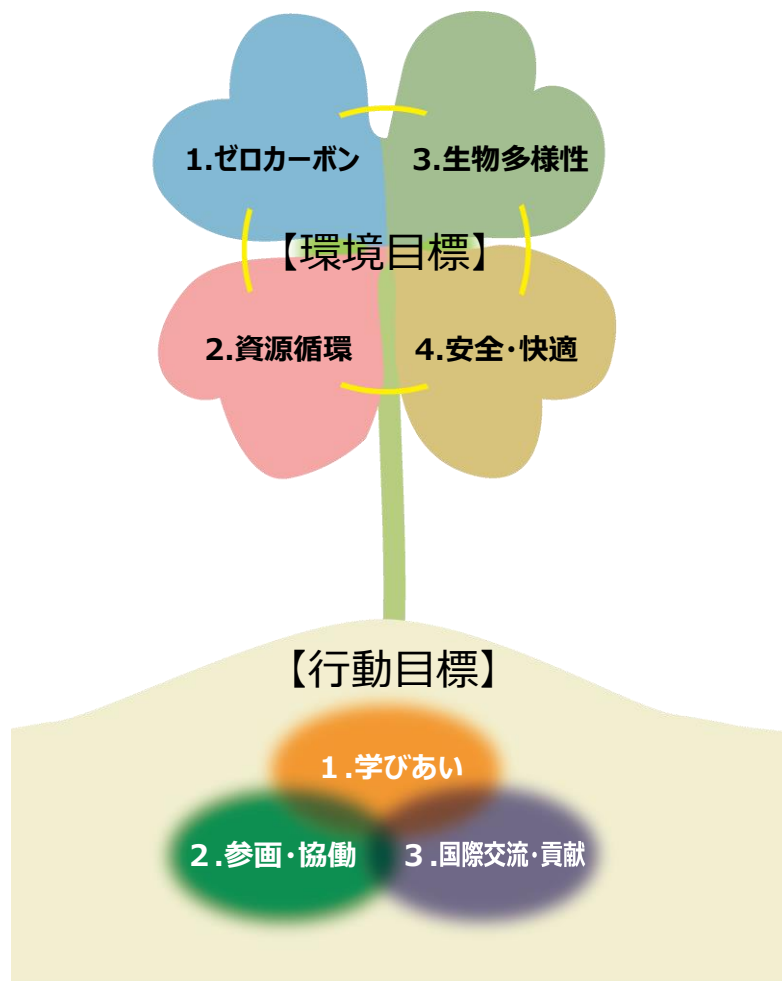 1.ゼロカーボン
3.生物多様性
【環境目標】
2.資源循環
4.安全・快適
【行動目標】
１.学びあい
２.参画・協働
３.国際交流・貢献